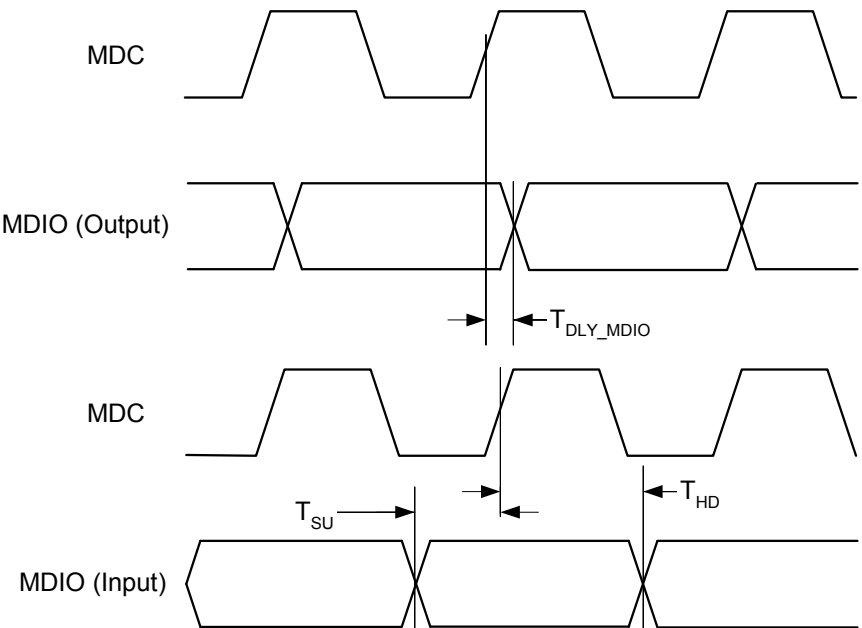 MDC
MDIO (Output)
T_DLY_MDIO
MDC
T_HD
T_SU
MDIO (Input)